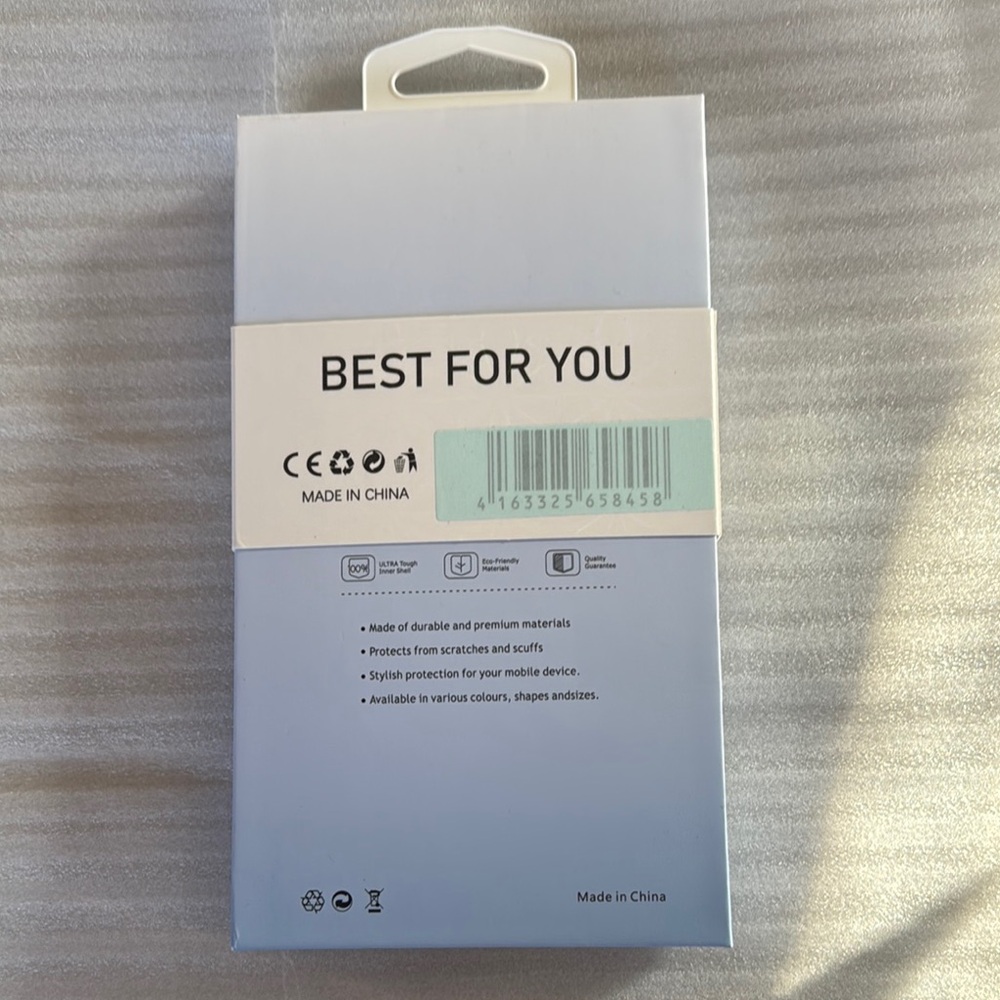 BEST FOR YOU
CE
MADE IN CHINA
4 163325 658458
00%
ULTRA Tough
Inner Shell
Eco-Friendly
Materials
Quality
Guarantee
• Made of durable and premium materials
• Protects from scratches and scuffs
• Stylish protection for your mobile device.
• Available in various colours, shapes andsizes.
Made in China